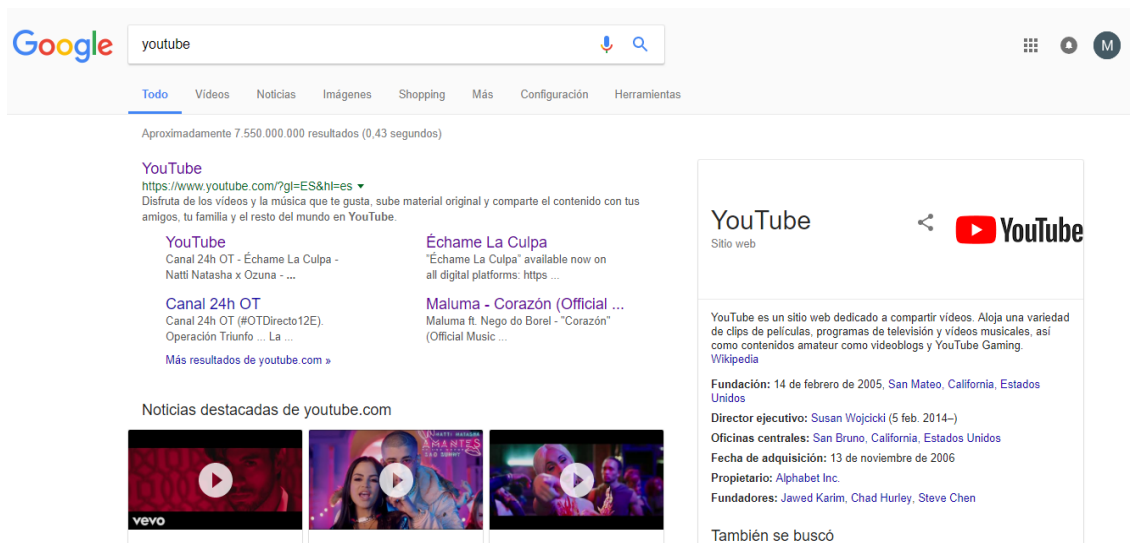 Google
youtube
M
Todo Vídeos Noticias Imágenes Shopping Más Configuración Herramientas
Aproximadamente 7.550.000.000 resultados (0,43 segundos)
YouTube
https://www.youtube.com/?gl=ES&hl=es
Disfruta de los vídeos y la música que te gusta, sube material original y comparte el contenido con tus
amigos, tu familia y el resto del mundo en YouTube.
YouTube
Canal 24h OT - Échame La Culpa -
Natti Natasha x Ozuna - ...
Échame La Culpa
"Échame La Culpa" available now on
all digital platforms: https ...
Canal 24h OT
Canal 24h OT (#OTDirecto12E).
Operación Triunfo ... La ...
Maluma - Corazón (Official ...
Maluma ft. Nego do Borel - "Corazón"
(Official Music ...
Más resultados de youtube.com »
Noticias destacadas de youtube.com
vevo
AMANTES
YouTube
Sitio web
YouTube
YouTube es un sitio web dedicado a compartir vídeos. Aloja una variedad
de clips de películas, programas de televisión y vídeos musicales, así
como contenidos amateur como videoblogs y YouTube Gaming.
Wikipedia
Fundación: 14 de febrero de 2005, San Mateo, California, Estados
Unidos
Director ejecutivo: Susan Wojcicki (5 feb. 2014–)
Oficinas centrales: San Bruno, California, Estados Unidos
Fecha de adquisición: 13 de noviembre de 2006
Propietario: Alphabet Inc.
Fundadores: Jawed Karim, Chad Hurley, Steve Chen
También se buscó